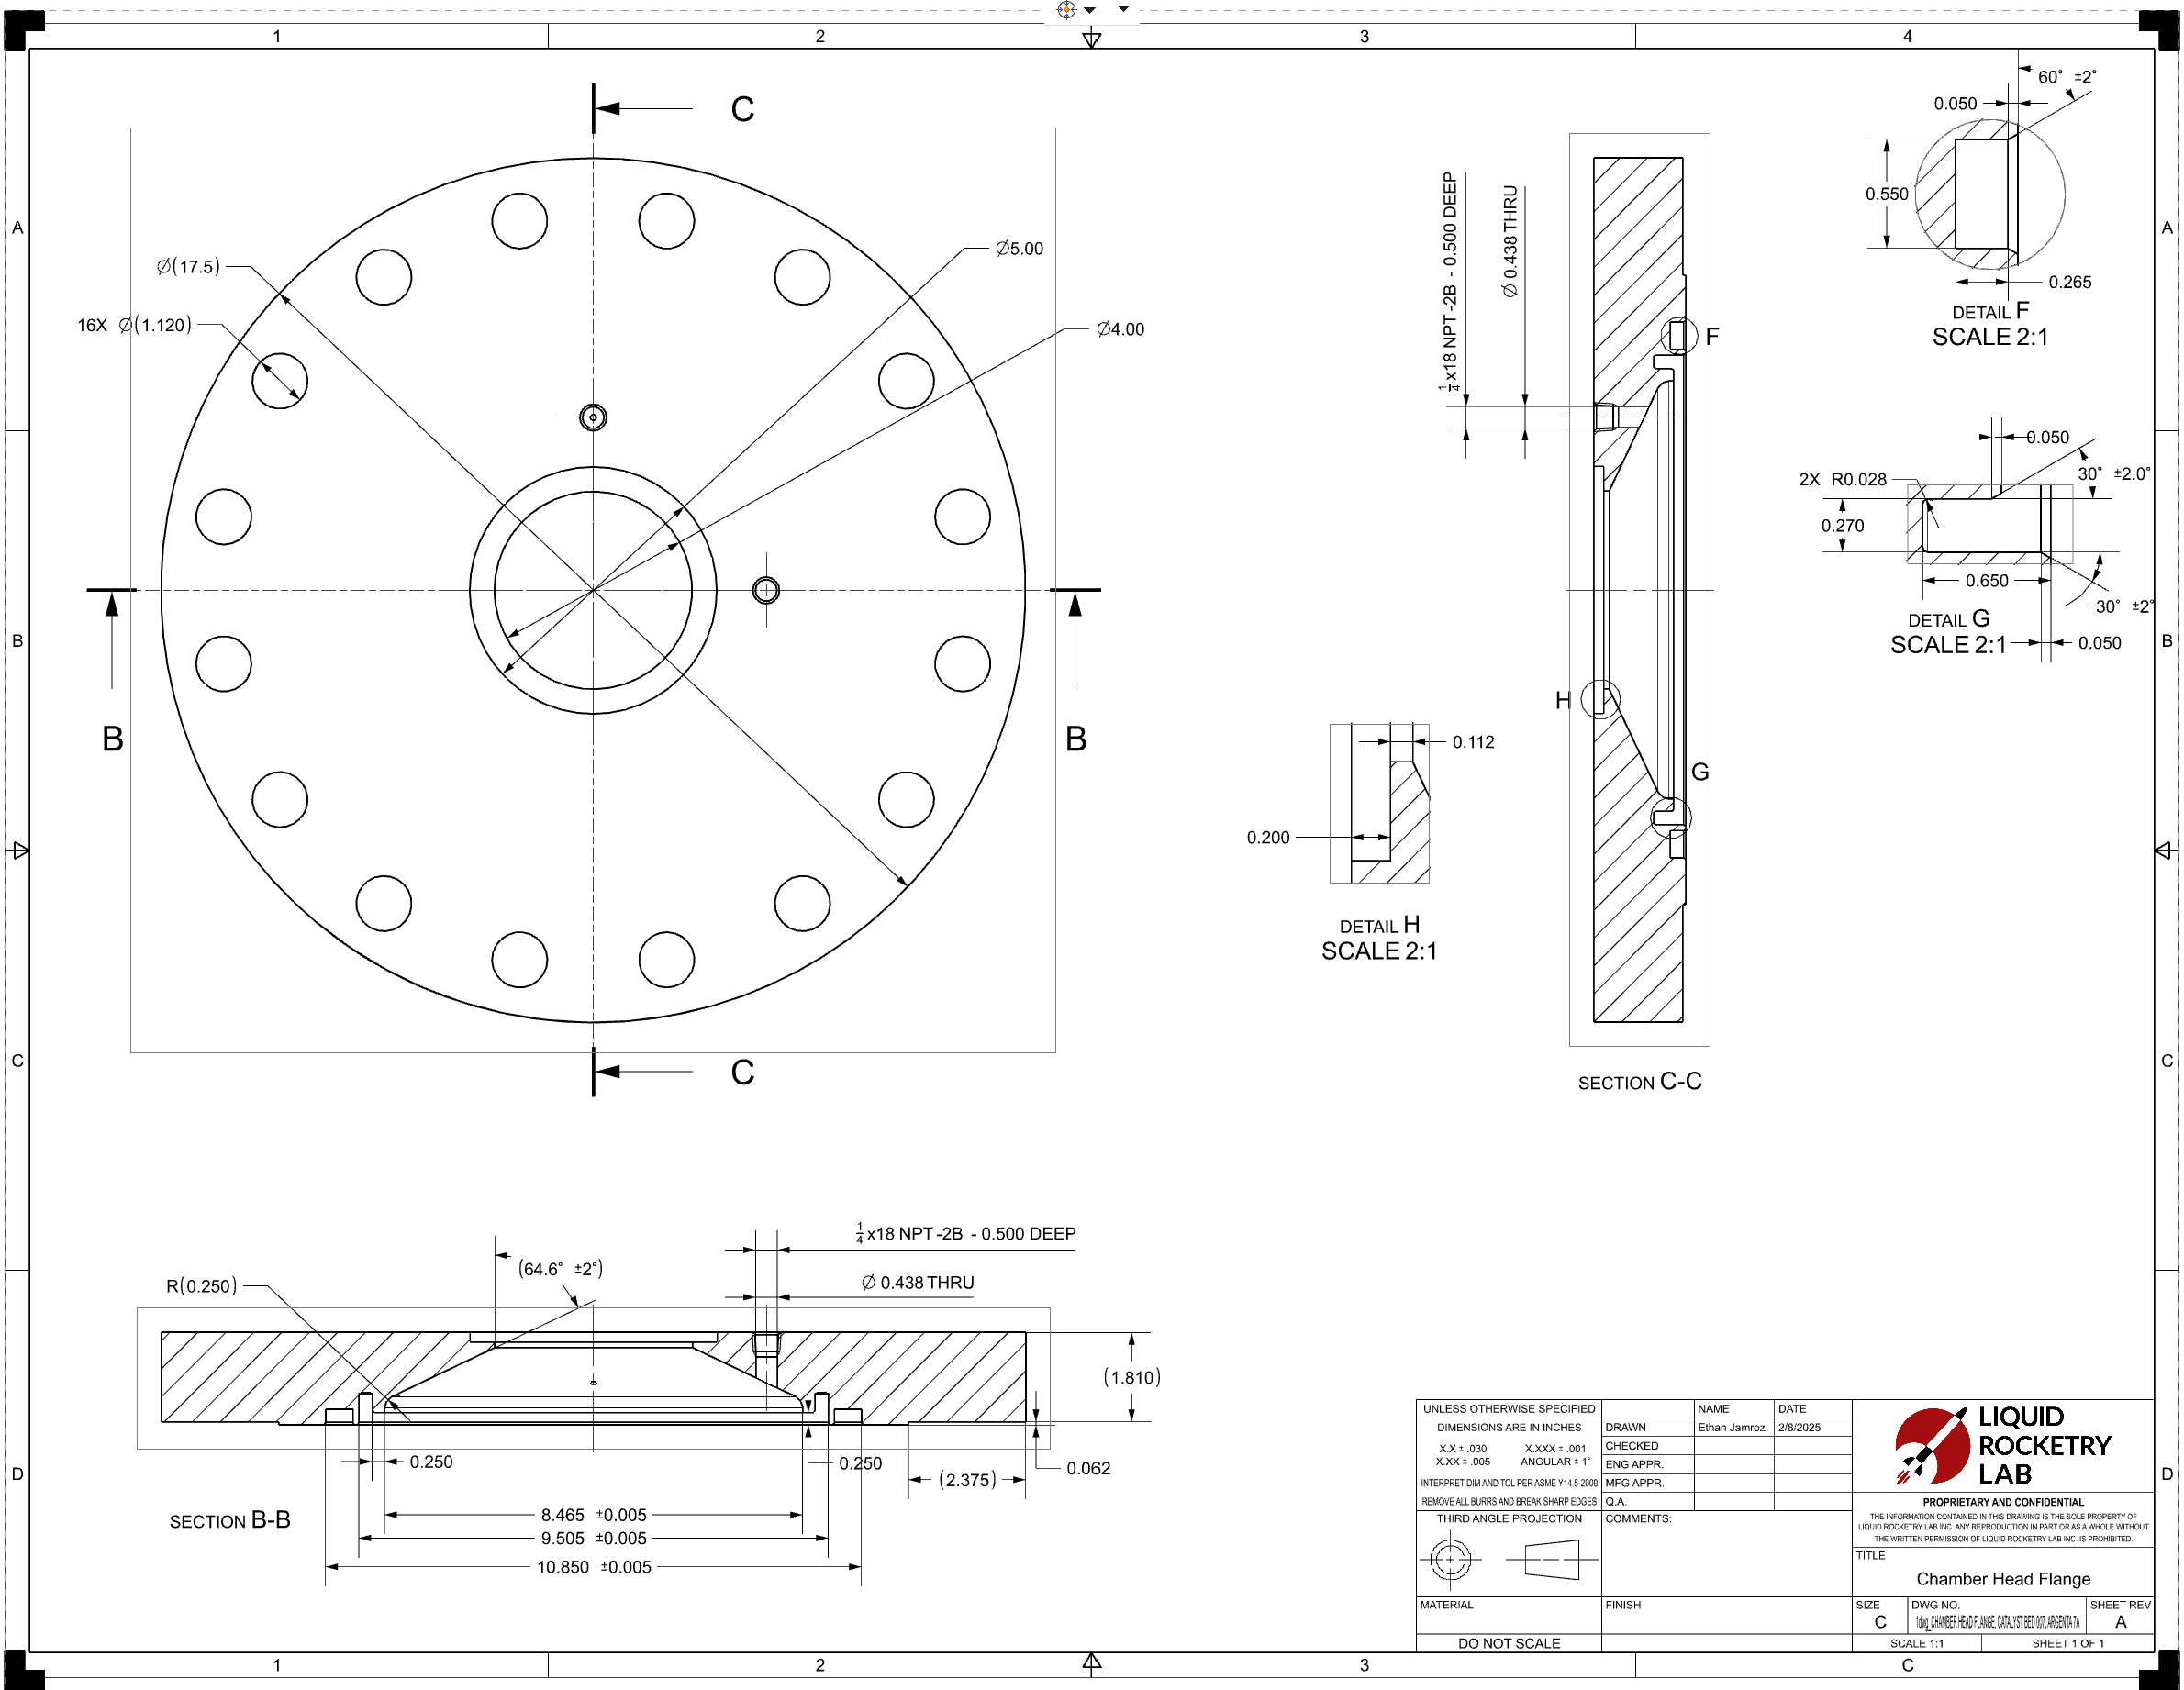 1
2
3
4
A
A
B
B
C
C
D
D
1
2
3
C
C
C
B
B
⌀(17.5)
16X ⌀(1.120)
⌀5.00
⌀4.00
1/4 x18 NPT -2B - 0.500 DEEP
⌀ 0.438 THRU
F
H
G
SECTION C-C
60° ±2°
0.050
0.550
0.265
DETAIL F
SCALE 2:1
0.050
2X R0.028
30° ±2.0°
0.270
0.650
30° ±2°
DETAIL G
SCALE 2:1
0.050
0.112
0.200
DETAIL H
SCALE 2:1
1/4 x18 NPT -2B - 0.500 DEEP
(64.6° ±2°)
R(0.250)
⌀ 0.438 THRU
(1.810)
0.250
0.250
(2.375)
0.062
8.465 ±0.005
9.505 ±0.005
10.850 ±0.005
SECTION B-B
UNLESS OTHERWISE SPECIFIED
DIMENSIONS ARE IN INCHES
X.X ± .030 X.XXX ± .001
X.XX ± .005 ANGULAR ± 1°
INTERPRET DIM AND TOL PER ASME Y14.5-2009
REMOVE ALL BURRS AND BREAK SHARP EDGES
THIRD ANGLE PROJECTION
MATERIAL
DO NOT SCALE
NAME DATE
DRAWN Ethan Jamroz 2/8/2025
CHECKED
ENG APPR.
MFG APPR.
Q.A.
COMMENTS:
FINISH
LIQUID
ROCKETRY
LAB
PROPRIETARY AND CONFIDENTIAL
THE INFORMATION CONTAINED IN THIS DRAWING IS THE SOLE PROPERTY OF
LIQUID ROCKETRY LAB INC. ANY REPRODUCTION IN PART OR AS A WHOLE WITHOUT
THE WRITTEN PERMISSION OF LIQUID ROCKETRY LAB INC. IS PROHIBITED.
TITLE
Chamber Head Flange
SIZE DWG NO. SHEET REV
C 1dwg_CHAMBER HEAD FLANGE, CATALYST BED 007, ARGENTA 7A A
SCALE 1:1 SHEET 1 OF 1